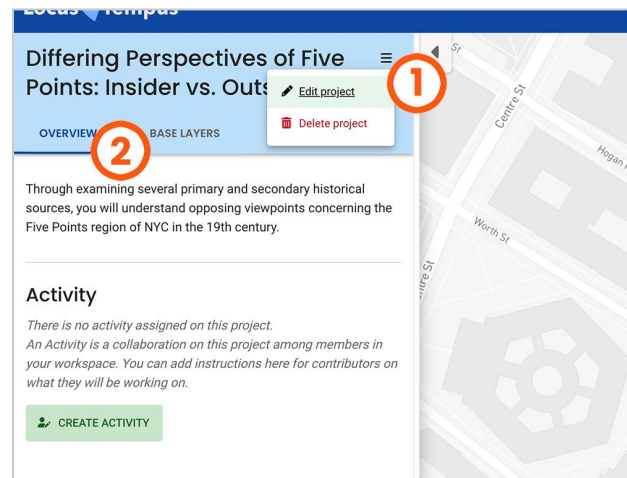 Locus Tempus
Differing Perspectives of Five
Points: Insider vs.
Edit project
Delete project
1
OVERVIEW
BASE LAYERS
2
Through examining several primary and secondary historical
sources, you will understand opposing viewpoints concerning the
Five Points region of NYC in the 19th century.
Activity
There is no activity assigned on this project.
An Activity is a collaboration on this project among members in
your workspace. You can add instructions here for contributors on
what they will be working on.
CREATE ACTIVITY
St
Centre St
Hogan
Worth St
St